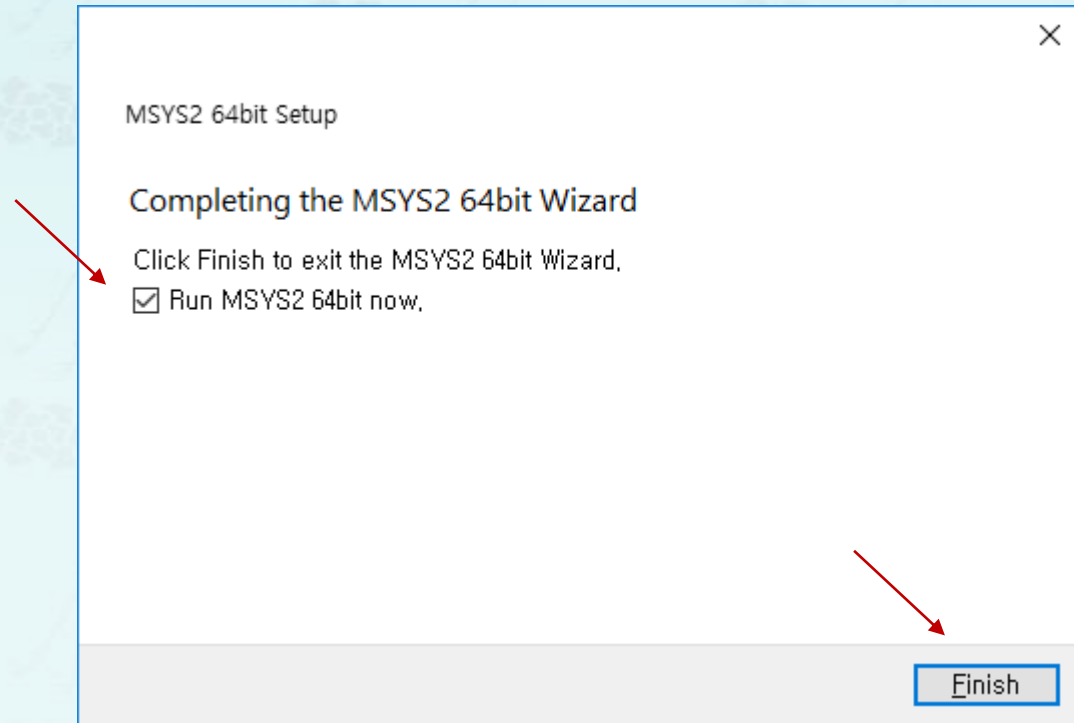 MSYS2 64bit Setup
Completing the MSYS2 64bit Wizard
Click Finish to exit the MSYS2 64bit Wizard,
Run MSYS2 64bit now,
Finish